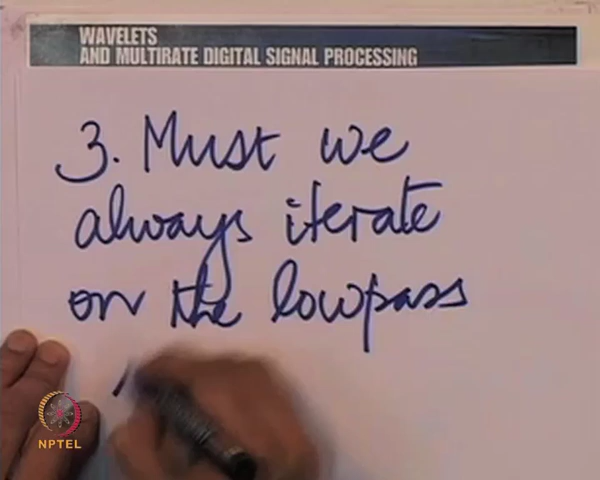 WAVELETS
AND MULTIRATE DIGITAL SIGNAL PROCESSING
3. Must we
always iterate
on the lowpass
NPTEL